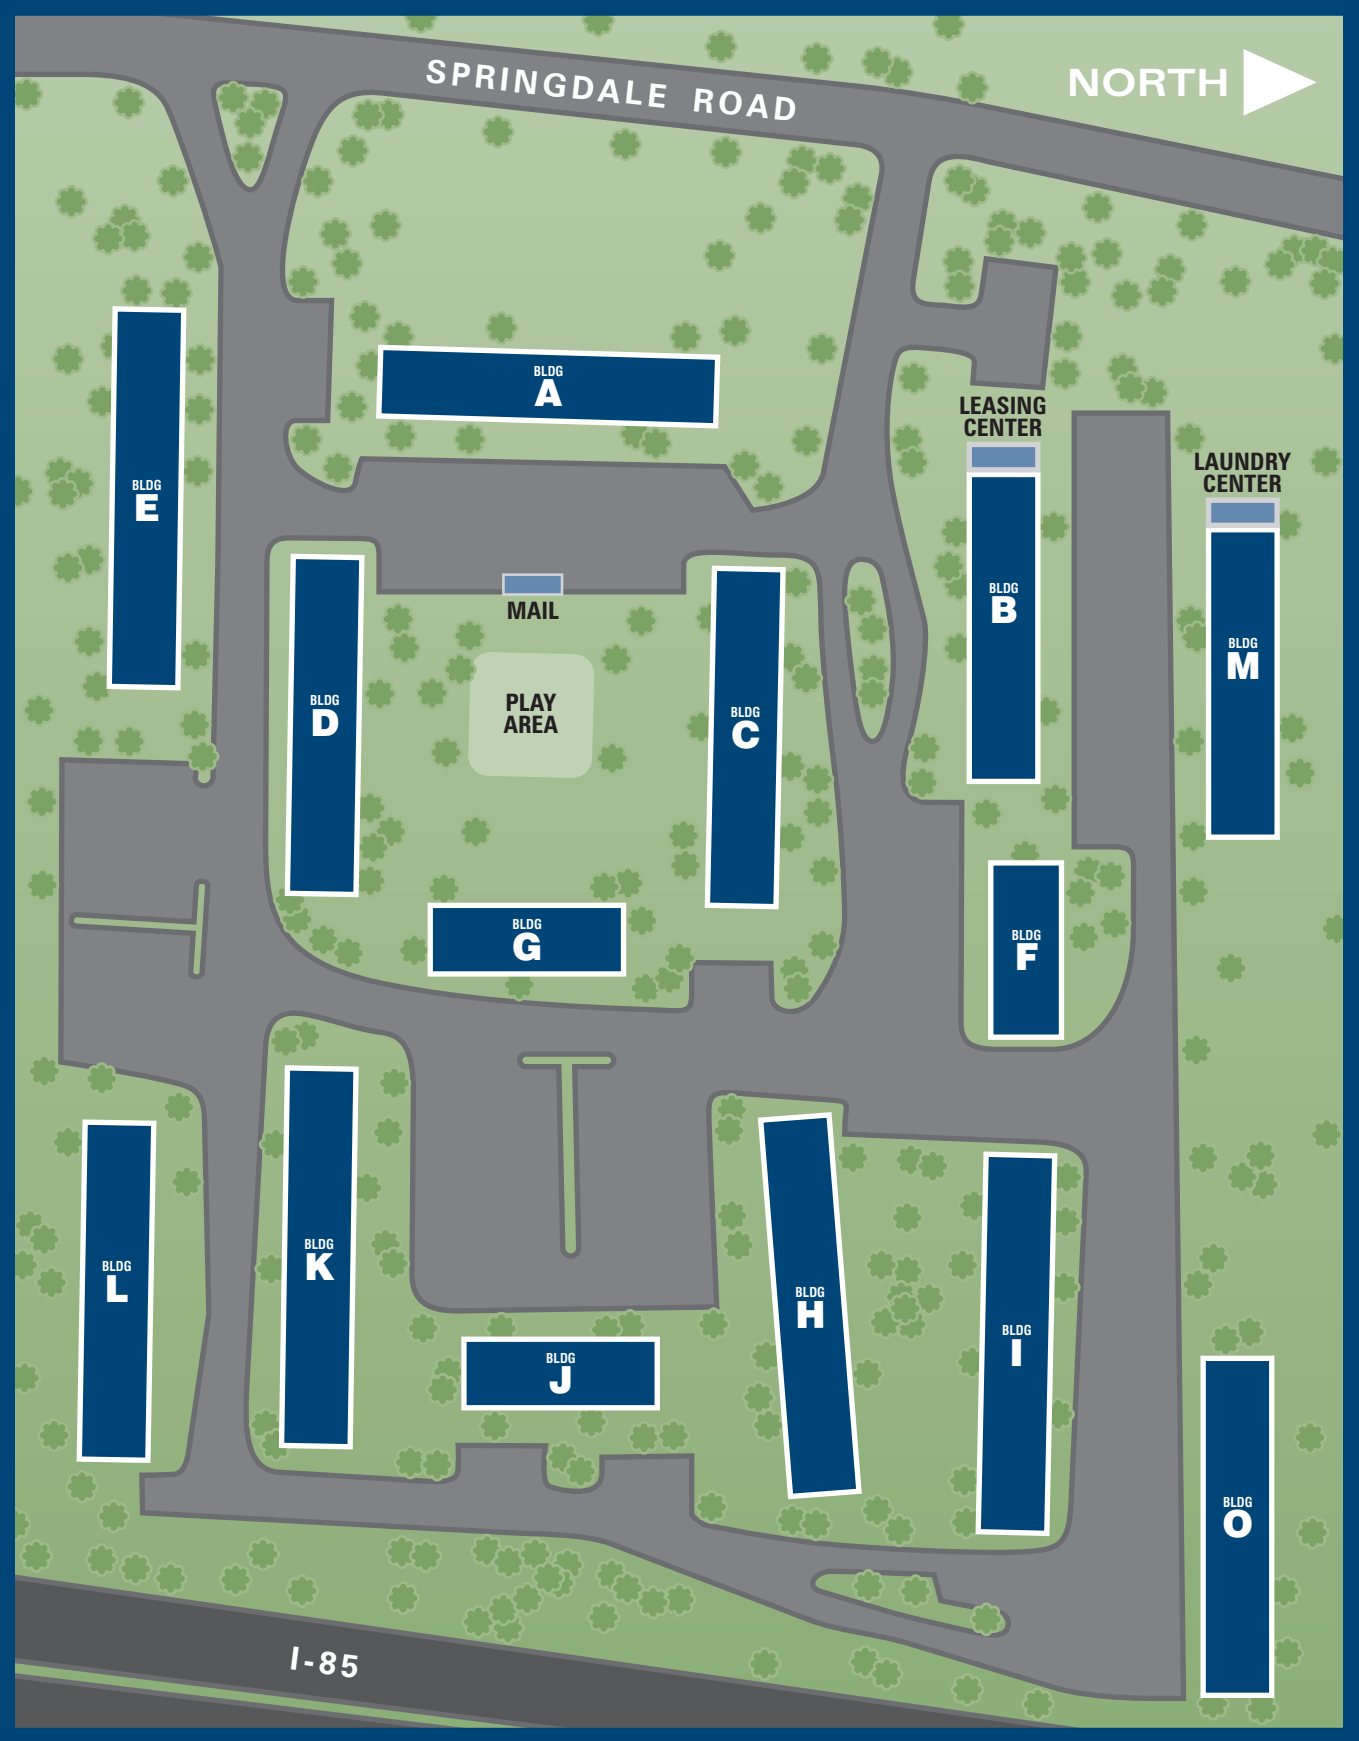 SPRINGDALE ROAD
NORTH
BLDG
A
LEASING
CENTER
LAUNDRY
CENTER
BLDG
E
MAIL
BLDG
B
BLDG
M
BLDG
D
PLAY
AREA
BLDG
C
BLDG
G
BLDG
F
BLDG
K
BLDG
L
BLDG
H
BLDG
I
BLDG
J
BLDG
O
I-85